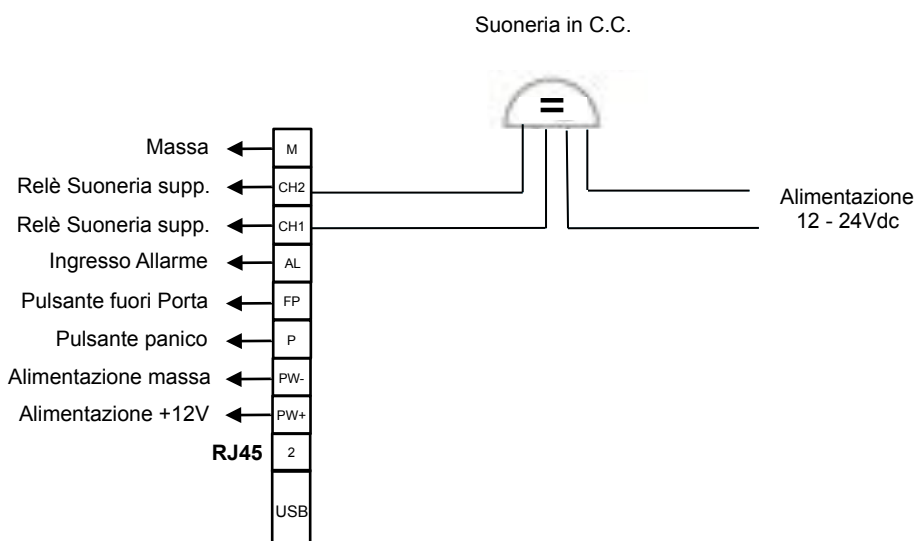 Suoneria in C.C.
=
Massa M
Relè Suoneria supp. CH2
Relè Suoneria supp. CH1
Alimentazione
12 - 24Vdc
Ingresso Allarme AL
Pulsante fuori Porta FP
Pulsante panico P
Alimentazione massa PW-
Alimentazione +12V PW+
RJ45 2
USB